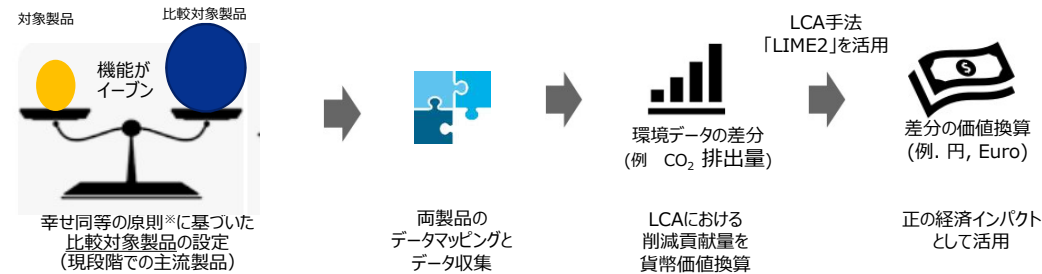 対象製品
比較対象製品
機能が
イーブン
幸せ同等の原則※に基づいた
比較対象製品の設定
(現段階での主流製品)
両製品の
データマッピングと
データ収集
環境データの差分
(例 CO₂ 排出量)
LCAにおける
削減貢献量を
貨幣価値換算
LCA手法
「LIME2」を活用
差分の価値換算
(例. 円, Euro)
正の経済インパクト
として活用